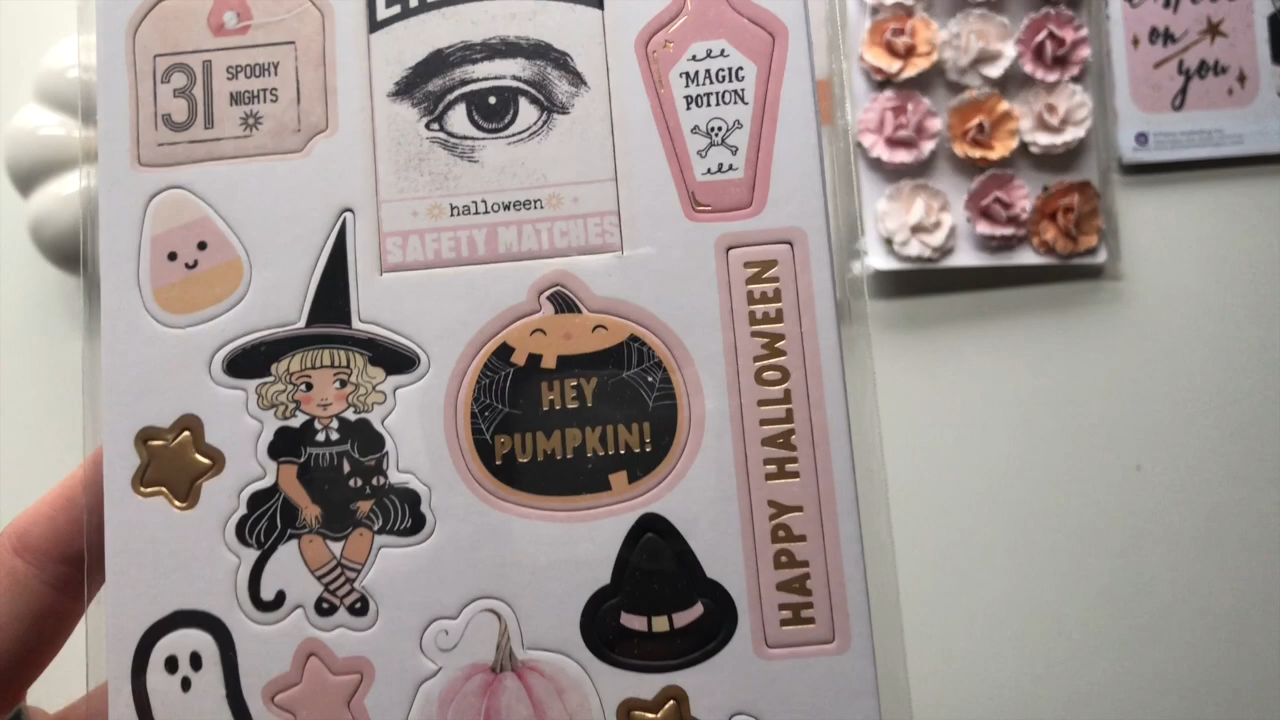 31
SPOOKY
NIGHTS
halloween
SAFETY MATCHES
MAGIC
POTION
on
you
HEY
PUMPKIN!
HAPPY HALLOWEEN